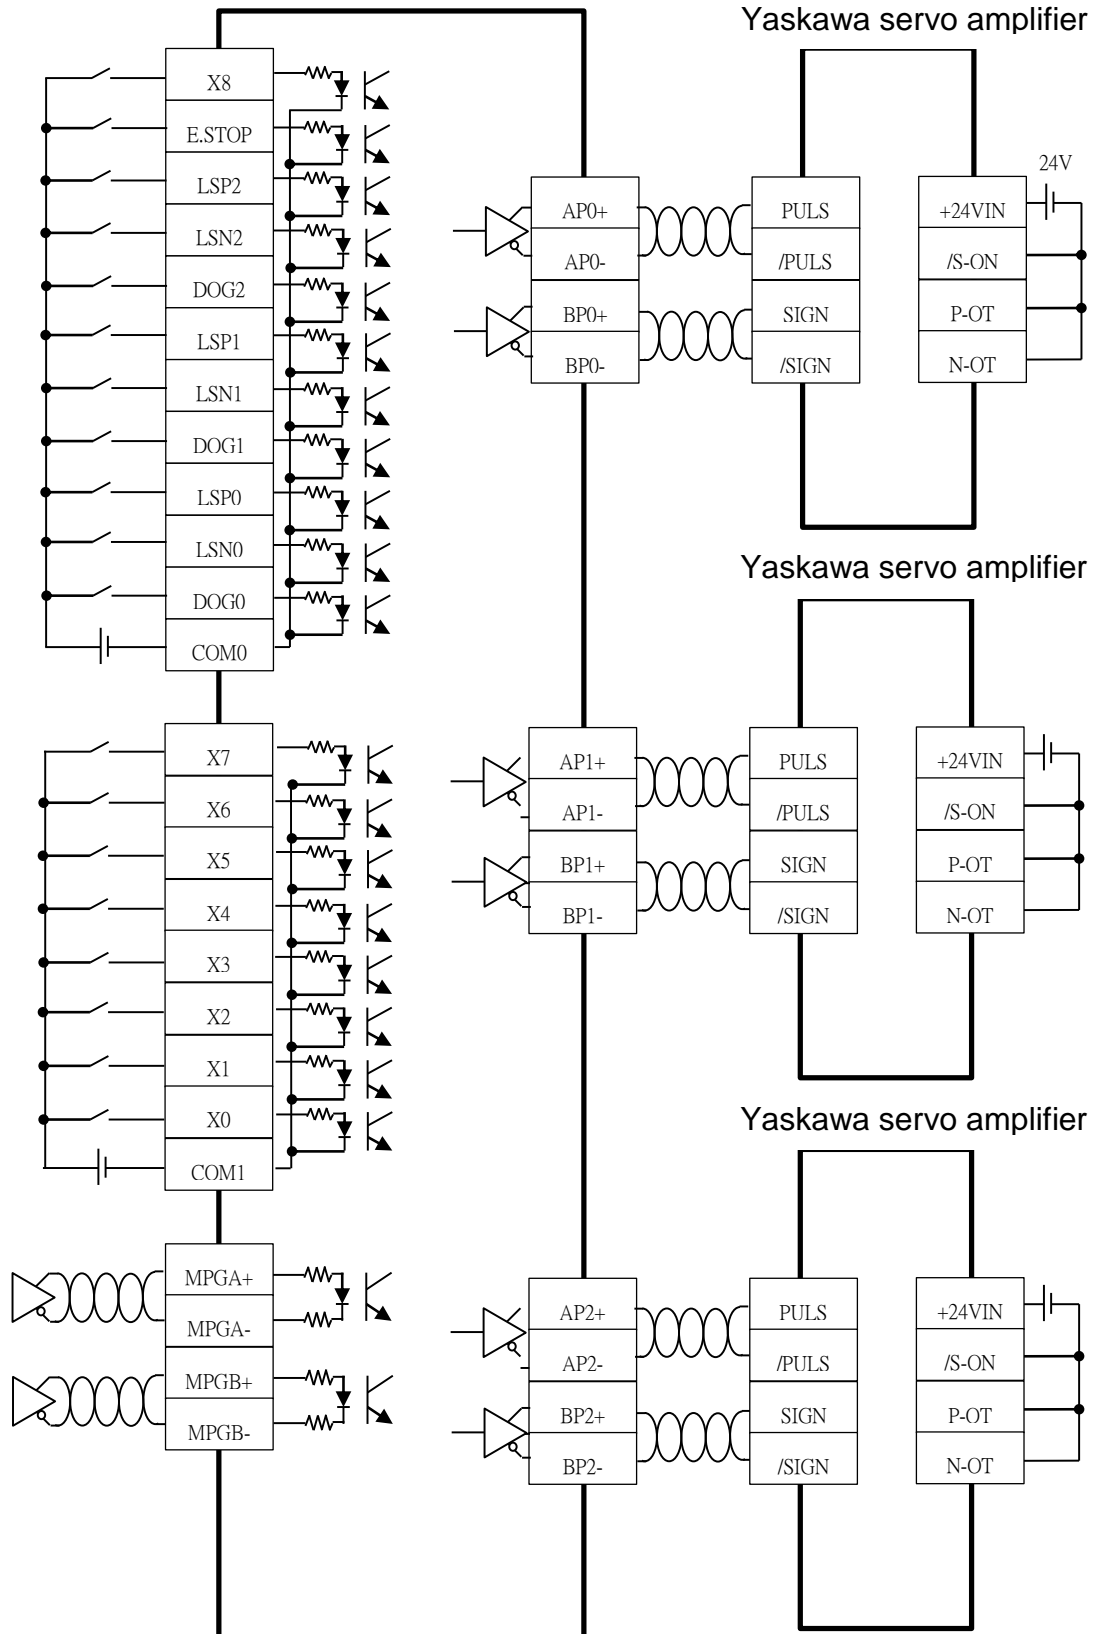 Yaskawa servo amplifier
X8
E.STOP
LSP2
LSN2
DOG2
LSP1
LSN1
DOG1
LSP0
LSN0
DOG0
COM0
AP0+
AP0-
BP0+
BP0-
PULS
/PULS
SIGN
/SIGN
24V
+24VIN
/S-ON
P-OT
N-OT
Yaskawa servo amplifier
X7
X6
X5
X4
X3
X2
X1
X0
COM1
AP1+
AP1-
BP1+
BP1-
PULS
/PULS
SIGN
/SIGN
+24VIN
/S-ON
P-OT
N-OT
Yaskawa servo amplifier
MPGA+
MPGA-
MPGB+
MPGB-
AP2+
AP2-
BP2+
BP2-
PULS
/PULS
SIGN
/SIGN
+24VIN
/S-ON
P-OT
N-OT